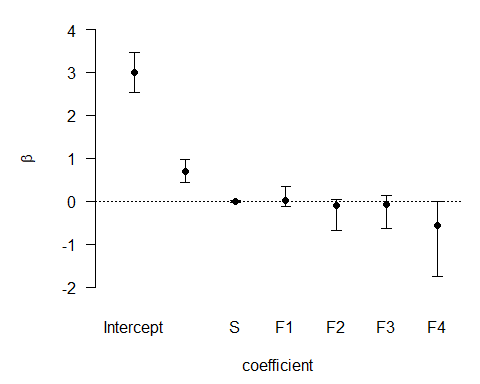 4
3
2
1
0
-1
-2
β
Intercept S F1 F2 F3 F4
coefficient